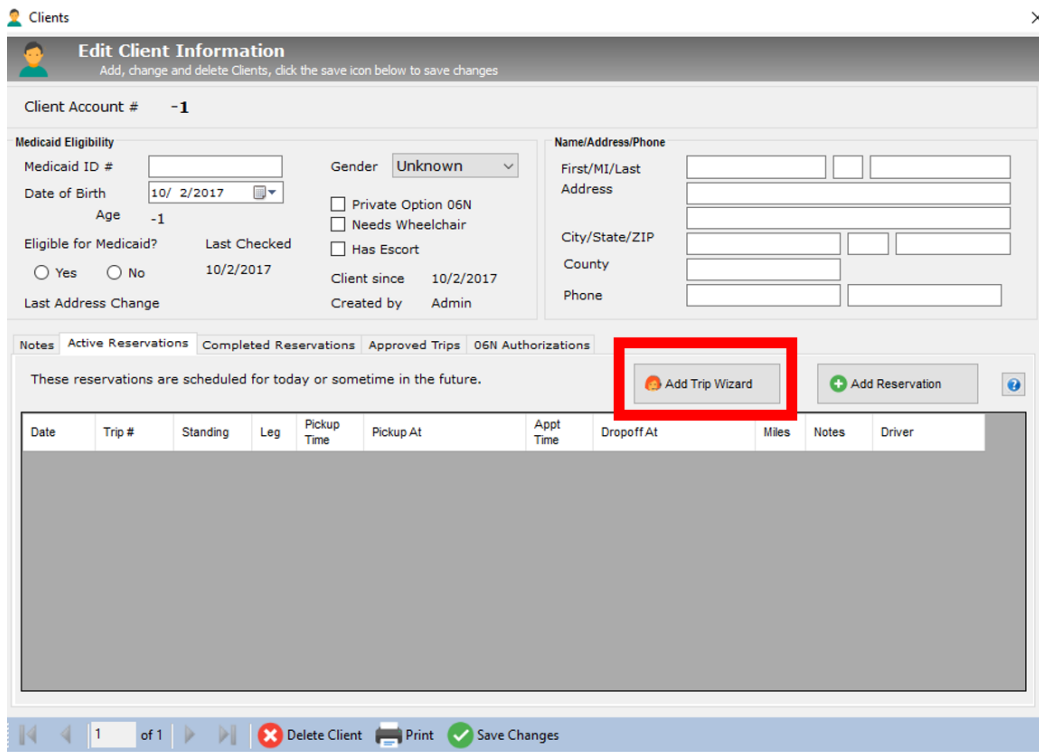 Clients
Edit Client Information
Add, change and delete Clients, click the save icon below to save changes
Client Account # -1
Medicaid Eligibility
Medicaid ID #
Gender Unknown
Date of Birth 10/ 2/2017
Age -1
Private Option 06N
Needs Wheelchair
Has Escort
Eligible for Medicaid? Last Checked
Yes No 10/2/2017
Client since 10/2/2017
Last Address Change
Created by Admin
Name/Address/Phone
First/MI/Last
Address
City/State/ZIP
County
Phone
Notes Active Reservations Completed Reservations Approved Trips 06N Authorizations
These reservations are scheduled for today or sometime in the future.
Add Trip Wizard Add Reservation ?
Date Trip # Standing Leg Pickup Time Pickup At Appt Time Dropoff At Miles Notes Driver
1 of 1 Delete Client Print Save Changes